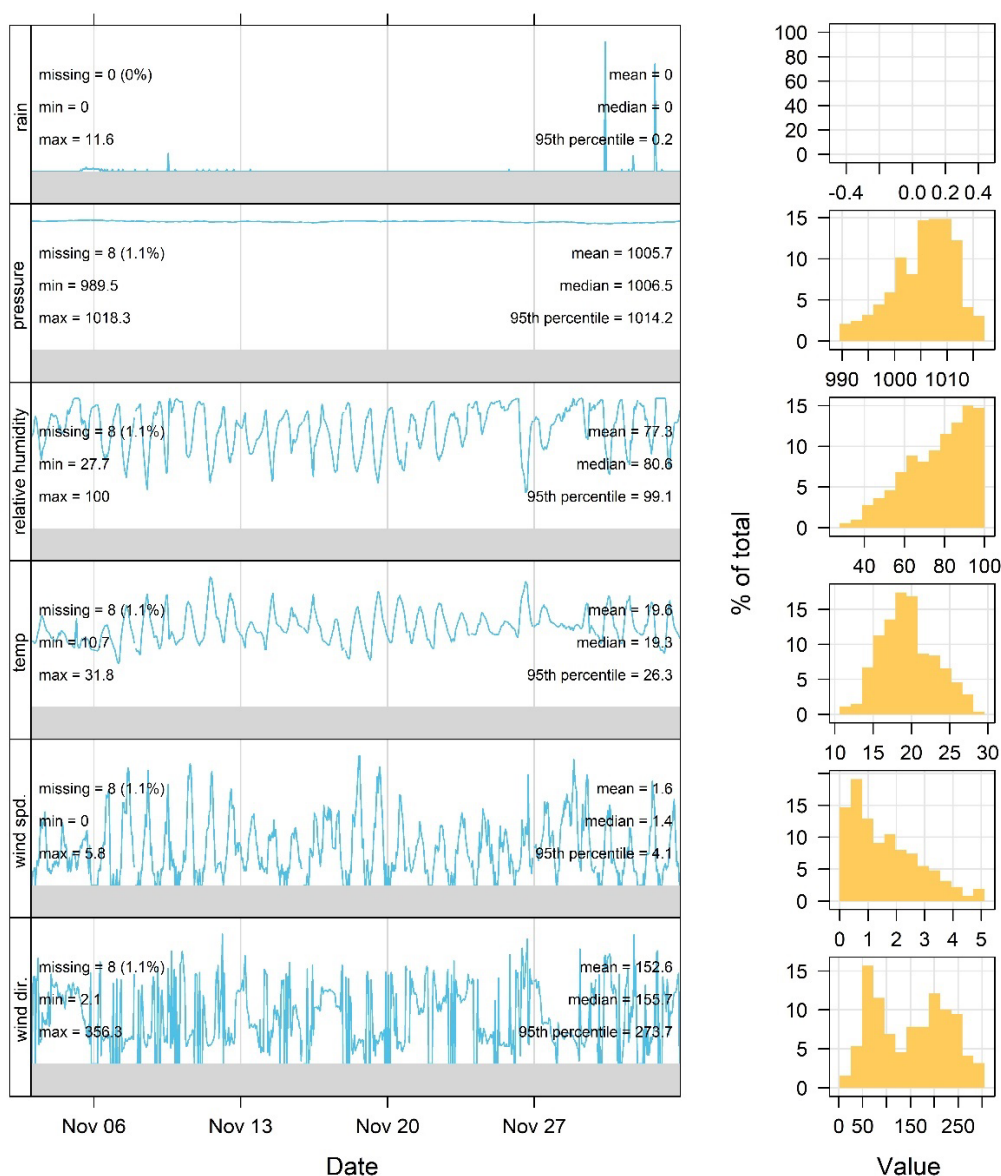 rain
missing = 0 (0%)
min = 0
max = 11.6
mean = 0
median = 0
95th percentile = 0.2
pressure
missing = 8 (1.1%)
min = 989.5
max = 1018.3
mean = 1005.7
median = 1006.5
95th percentile = 1014.2
relative humidity
missing = 8 (1.1%)
min = 27.7
max = 100
mean = 77.3
median = 80.6
95th percentile = 99.1
temp
missing = 8 (1.1%)
min = 10.7
max = 31.8
mean = 19.6
median = 19.3
95th percentile = 26.3
wind spd.
missing = 8 (1.1%)
min = 0
max = 5.8
mean = 1.6
median = 1.4
95th percentile = 4.1
wind dir.
missing = 8 (1.1%)
min = 2.1
max = 356.3
mean = 152.6
median = 155.7
95th percentile = 273.7
Nov 06 Nov 13 Nov 20 Nov 27
Date
% of total
100
80
60
40
20
0
-0.4 0.0 0.2 0.4
15
10
5
0
990 1000 1010
15
10
5
0
40 60 80 100
15
10
5
0
10 15 20 25 30
15
10
5
0
0 1 2 3 4 5
15
10
5
0
0 50 150 250
Value